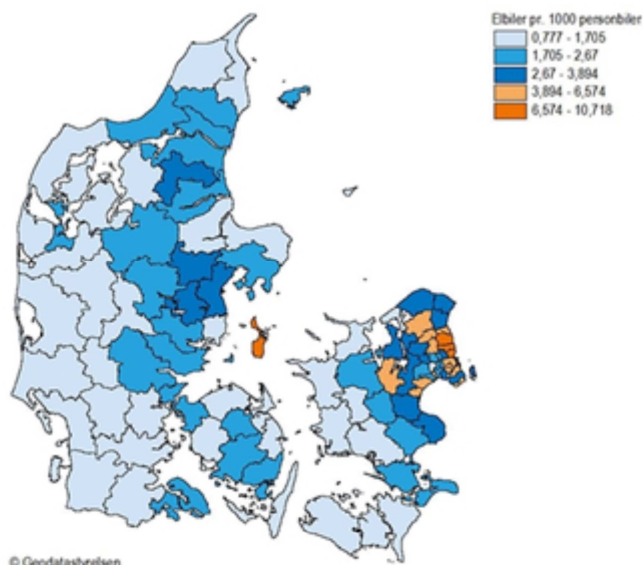 Elbiler pr. 1000 personbiler
0,777 - 1,705
1,705 - 2,67
2,67 - 3,894
3,894 - 6,574
6,574 - 10,718
© Geodatastyrelsen